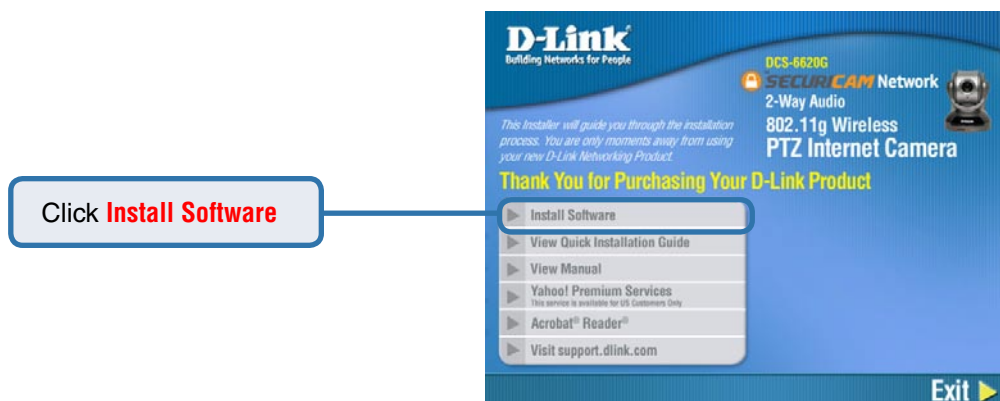 Click Install Software
D-Link
Building Networks for People
DCS-6620G
SECURICAM Network
2-Way Audio
802.11g Wireless
PTZ Internet Camera
This Installer will guide you through the installation
process. You are only moments away from using
your new D-Link Networking Product.
Thank You for Purchasing Your D-Link Product
Install Software
View Quick Installation Guide
View Manual
Yahoo! Premium Services
This service is available for US Customers Only
Acrobat® Reader®
Visit support.dlink.com
Exit